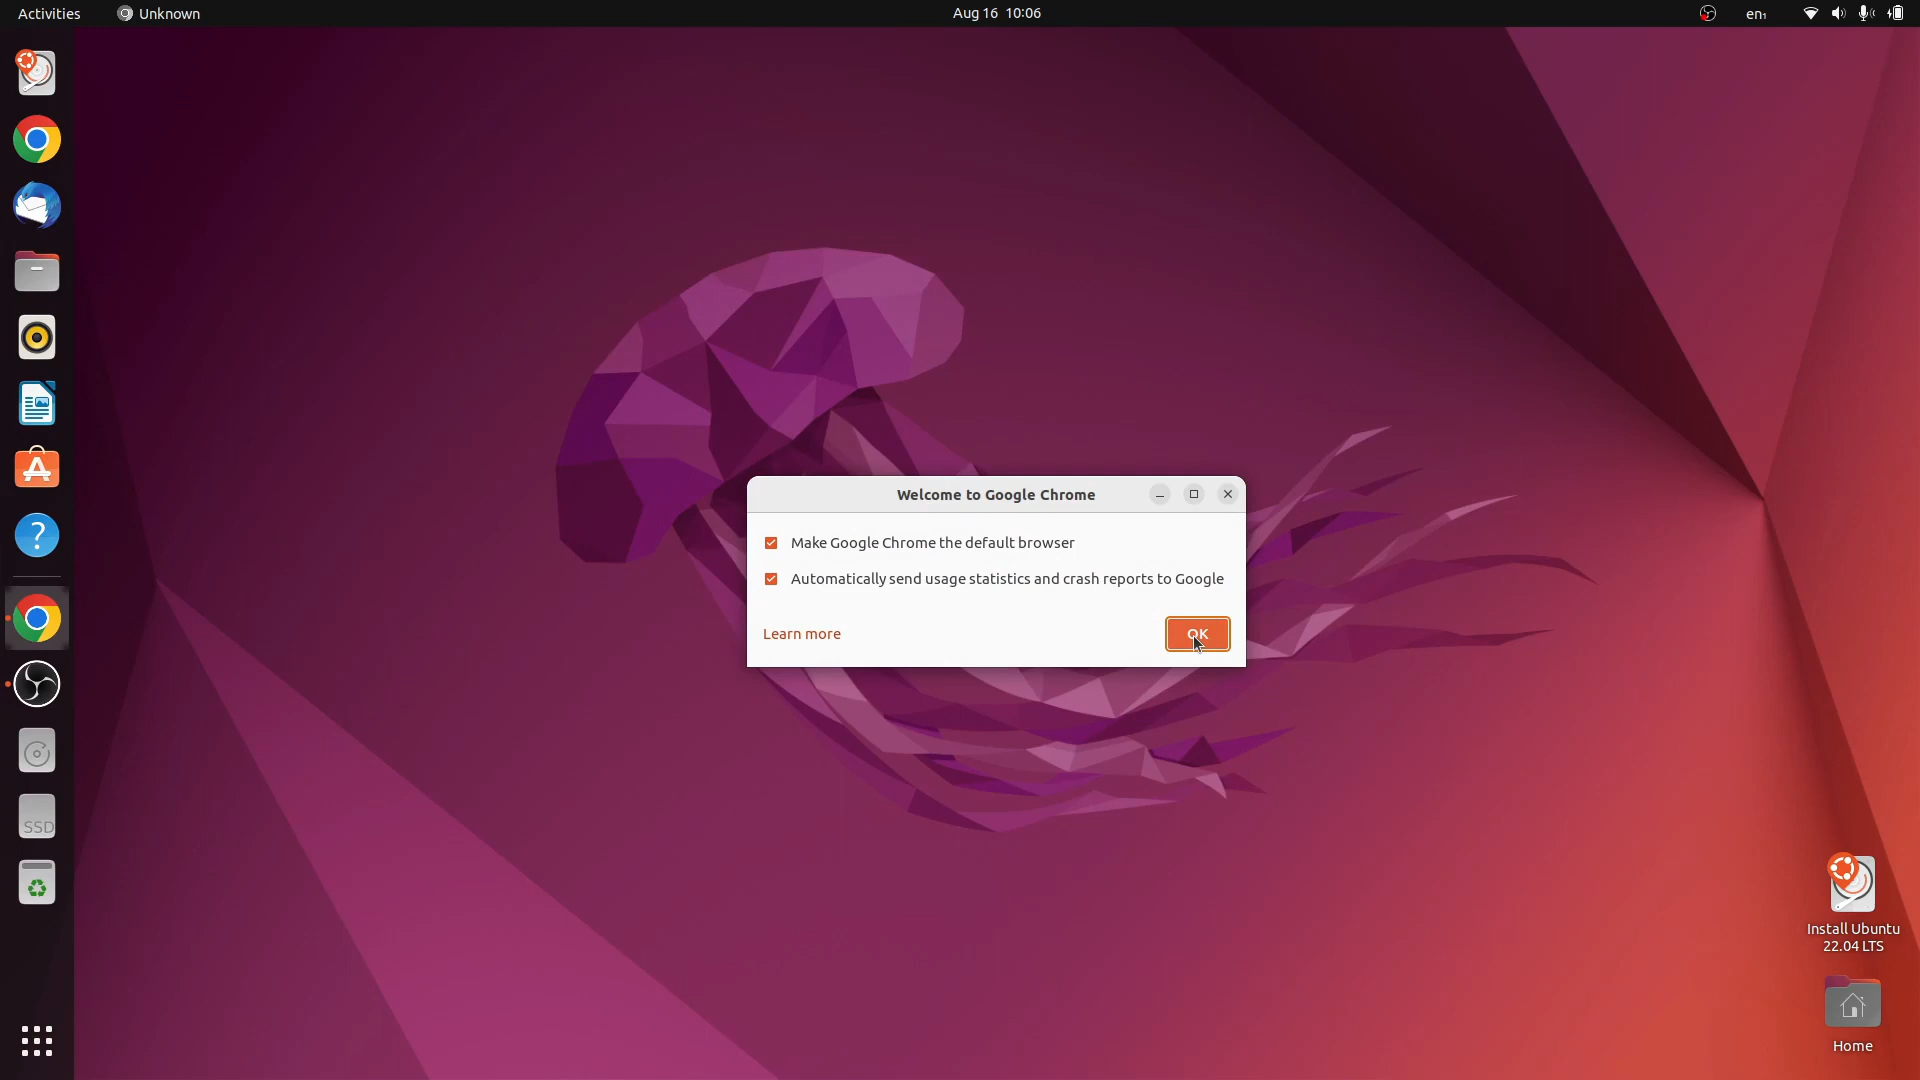 Activities Unknown Aug 16 10:06 en₁
Welcome to Google Chrome
Make Google Chrome the default browser
Automatically send usage statistics and crash reports to Google
Learn more OK
SSD
Install Ubuntu
22.04 LTS
Home